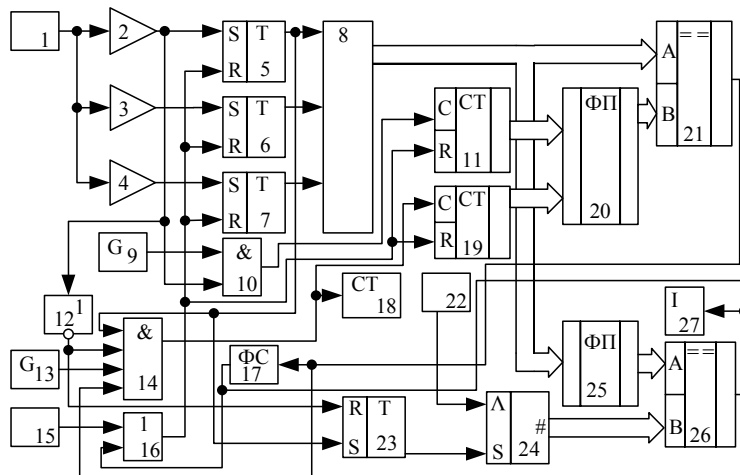 1
2
3
4
S T
R 5
S T
R 6
S T
R 7
8
G 9
&
10
C CT
R 11
C CT
R 19
ФП
20
A ==
B 21
1
12
G 13
&
14
CT
18
22
I
27
ФС
17
15
1
16
R T
S 23
Λ #
S 24
ФП
25
A ==
B 26